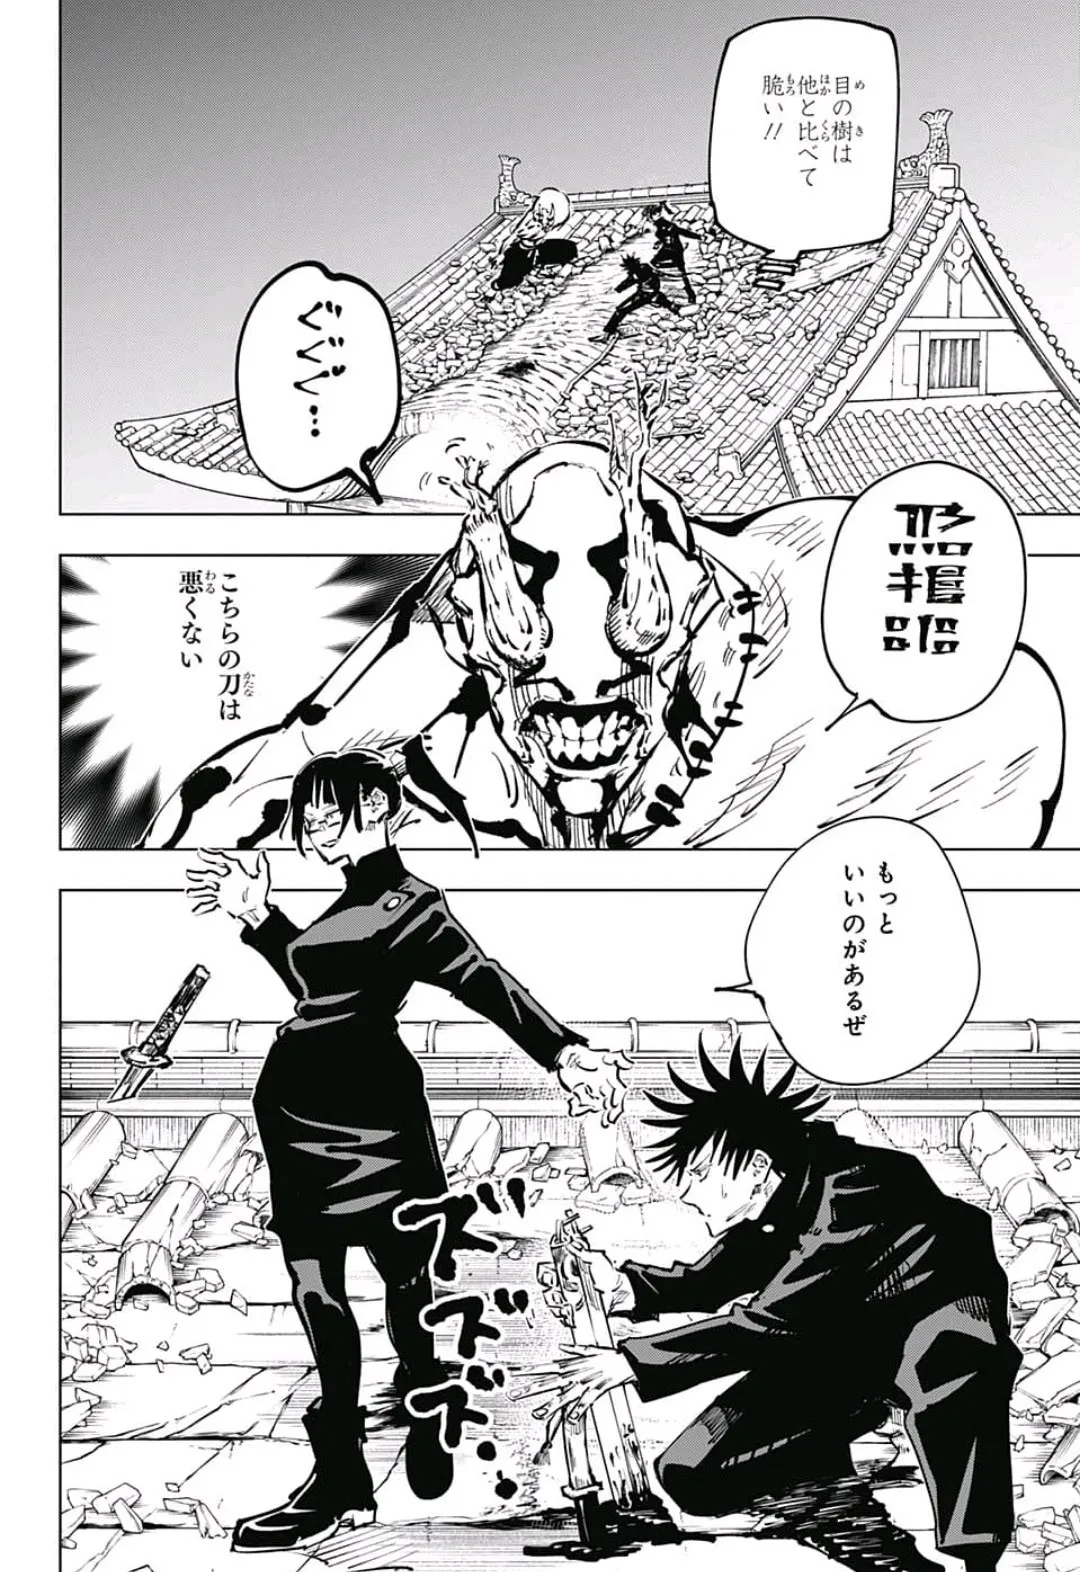 目の樹は
他と比べて
脆い!!
ぐぐぐ…
こちらの刀は
悪くない
もっと
いいのがあるぜ
ズズズズ